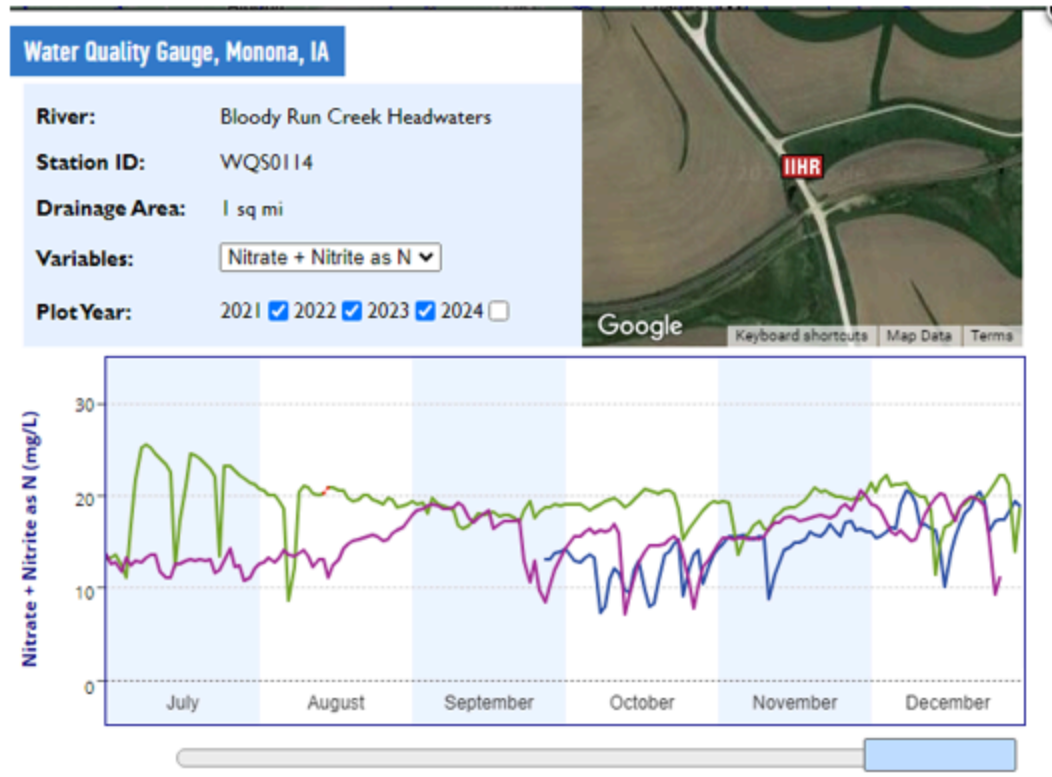 Water Quality Gauge, Monona, IA
River: Bloody Run Creek Headwaters
Station ID: WQS0114
Drainage Area: 1 sq mi
Variables: Nitrate + Nitrite as N
Plot Year: 2021 2022 2023 2024
IIHR
Google
Keyboard shortcuts Map Data Terms
Nitrate + Nitrite as N (mg/L)
30
20
10
0
July August September October November December